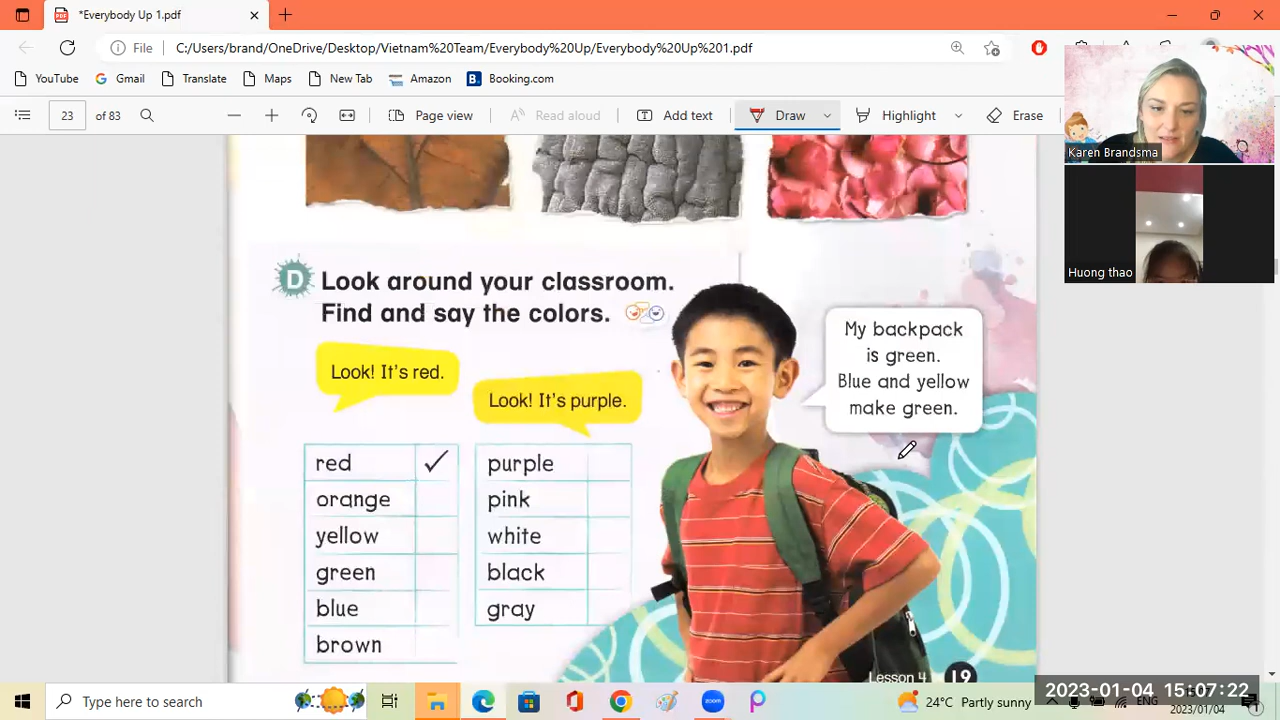 *Everybody Up 1.pdf
File
C:/Users/brand/OneDrive/Desktop/Vietnam%20Team/Everybody%20Up/Everybody%20Up%201.pdf
YouTube Gmail Translate Maps New Tab Amazon B. Booking.com
23 of 83 Page view Read aloud Add text Draw Highlight Erase
Karen Brandsma
Huong thao
D Look around your classroom.
Find and say the colors.
Look! It's red.
Look! It's purple.
My backpack
is green.
Blue and yellow
make green.
red ✓
orange
yellow
green
blue
brown
purple
pink
white
black
gray
Lesson 4 19
Type here to search
zoom
24°C Partly sunny
ENG
2023-01-04 15:07:22
2023/01/04